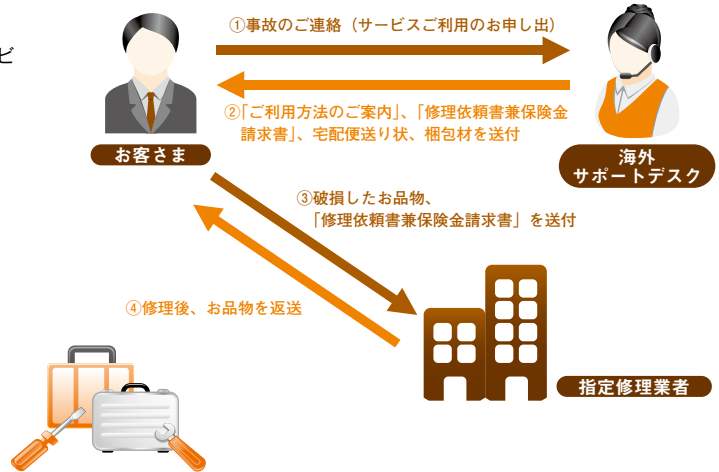 ①事故のご連絡（サービスご利用のお申し出）
ビ
②「ご利用方法のご案内」、「修理依頼書兼保険金
請求書」、宅配便送り状、梱包材を送付
お客さま
海外
サポートデスク
③破損したお品物、
「修理依頼書兼保険金請求書」を送付
④修理後、お品物を返送
指定修理業者